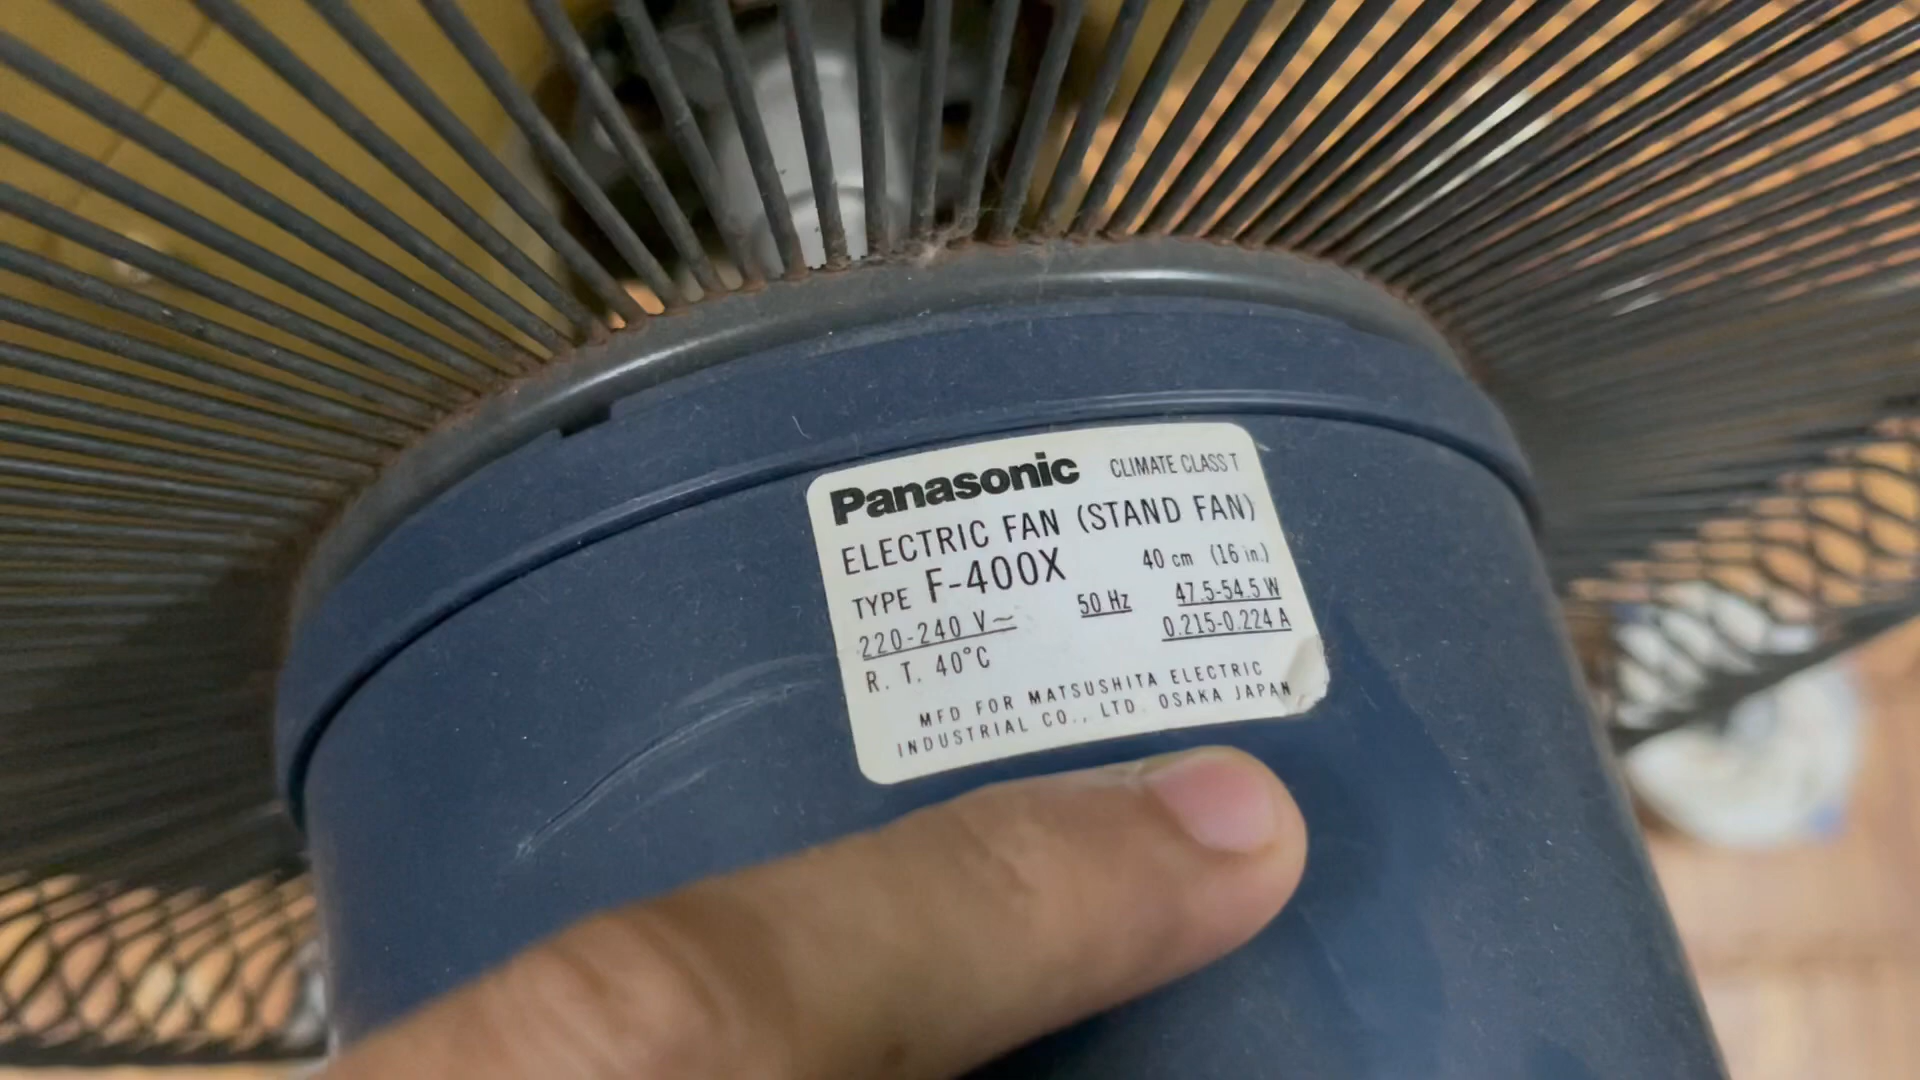 Panasonic CLIMATE CLASS T
ELECTRIC FAN (STAND FAN)
TYPE F-400X 40 cm (16 in.)
220-240 V~ 50 Hz 47.5-54.5 W
R. T. 40°C 0.215-0.224 A
MFD FOR MATSUSHITA ELECTRIC
INDUSTRIAL CO., LTD. OSAKA JAPAN